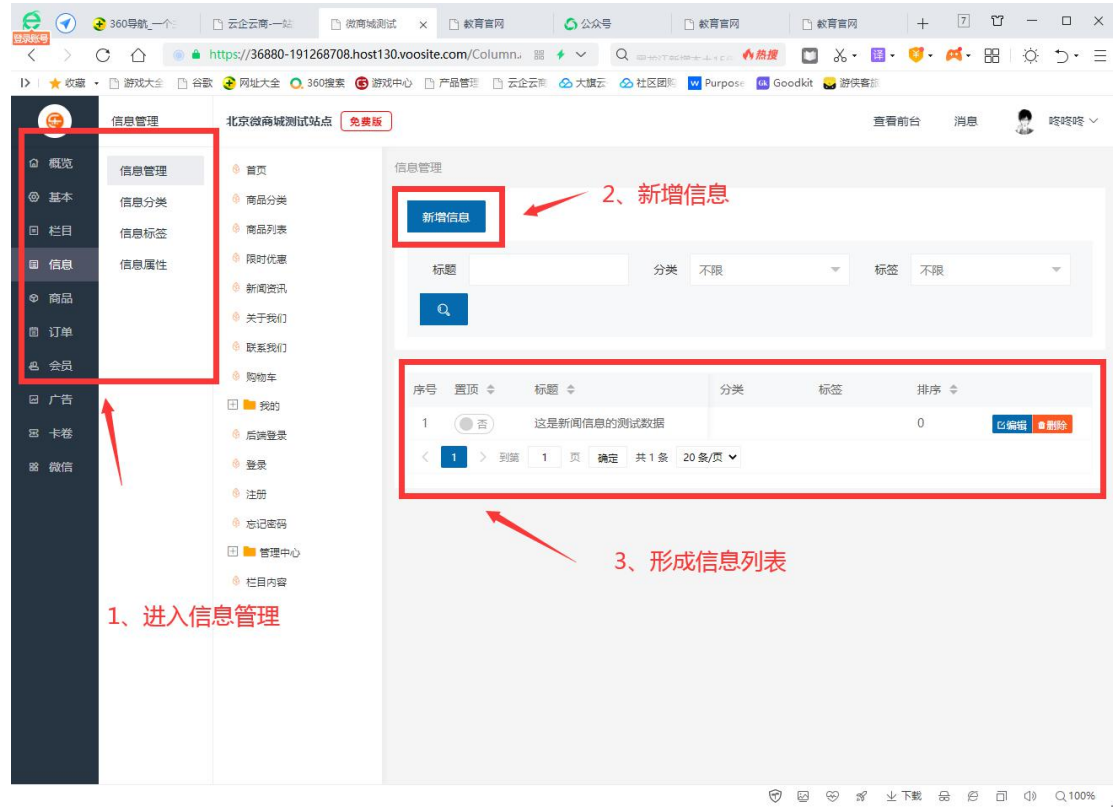 360导航_一个
云企云商-一站
微商城测试
教育官网
公众号
教育官网
教育官网
7
登录账号
https://36880-191268708.host130.voosite.com/Column.
热搜
译
收藏
游戏大全
谷歌
网址大全
360搜索
游戏中心
产品管理
云企云商
大旗云
社区团购
Purpose
Goodkit
游侠客旅
信息管理
北京微商城测试站点
免费版
查看前台
消息
咚咚咚
概览
基本
栏目
信息
商品
订单
会员
广告
卡卷
微信
信息管理
信息分类
信息标签
信息属性
首页
商品分类
商品列表
限时优惠
新闻资讯
关于我们
联系我们
购物车
我的
后端登录
登录
注册
忘记密码
管理中心
栏目内容
信息管理
新增信息
2、新增信息
标题
分类 不限
标签 不限
序号 置顶 标题 分类 标签 排序
1 否 这是新闻信息的测试数据 0 编辑 删除
1 到第 1 页 确定 共 1 条 20 条/页
3、形成信息列表
1、进入信息管理
下载
100%